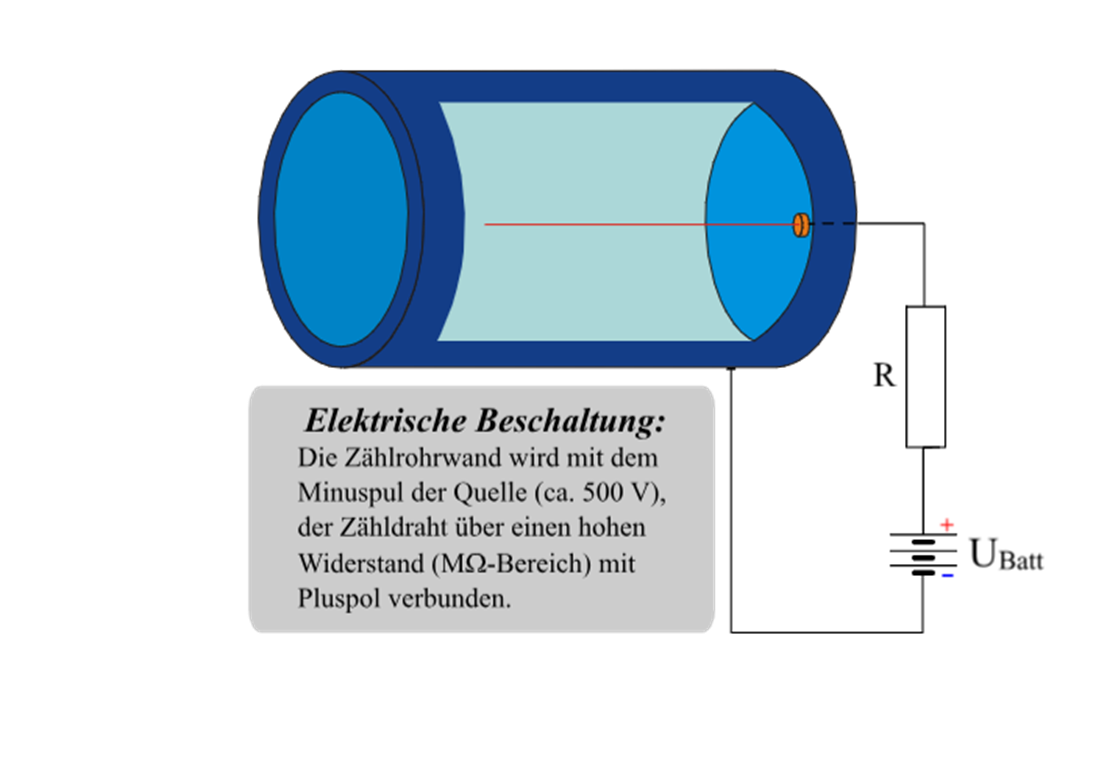 R
Elektrische Beschaltung:
Die Zählrohrwand wird mit dem
Minuspul der Quelle (ca. 500 V),
der Zähldraht über einen hohen
Widerstand (MΩ-Bereich) mit
Pluspol verbunden.
+
U Batt
-